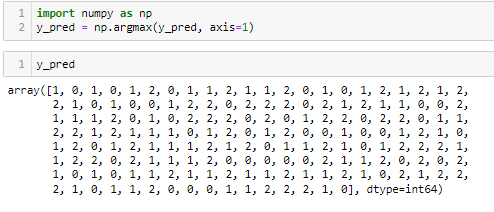 1 import numpy as np
2 y_pred = np.argmax(y_pred, axis=1)
1 y_pred
array([1, 0, 1, 0, 1, 2, 0, 1, 1, 2, 1, 1, 2, 0, 1, 0, 1, 2, 1, 2, 1, 2,
2, 1, 0, 1, 0, 0, 1, 2, 2, 0, 2, 2, 2, 0, 2, 1, 2, 1, 1, 0, 0, 2,
1, 1, 1, 2, 0, 1, 0, 2, 2, 2, 0, 2, 0, 1, 2, 2, 0, 2, 2, 0, 1, 1,
2, 2, 1, 2, 1, 1, 1, 0, 1, 2, 0, 1, 2, 0, 0, 1, 0, 0, 1, 2, 1, 0,
1, 2, 0, 1, 2, 1, 1, 1, 2, 1, 2, 0, 1, 1, 2, 0, 1, 1, 1, 1, 0, 1,
1, 2, 2, 0, 2, 1, 1, 1, 2, 0, 0, 0, 0, 0, 2, 1, 1, 2, 0, 2, 0, 2,
1, 0, 1, 0, 1, 1, 2, 1, 1, 2, 1, 1, 2, 1, 1, 2, 1, 0, 2, 1, 2, 2,
2, 1, 0, 1, 1, 2, 0, 0, 0, 1, 1, 2, 2, 2, 1, 0], dtype=int64)